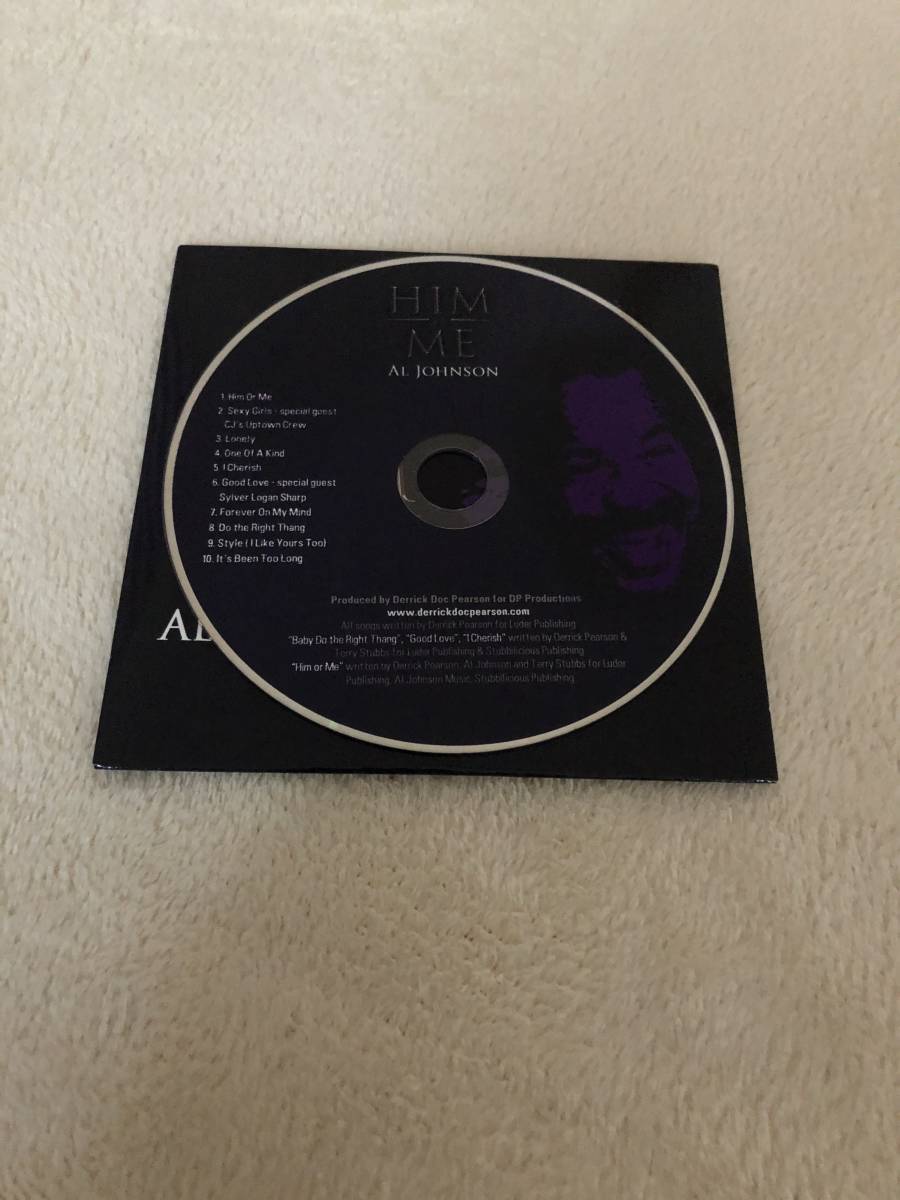 HIM
ME
AL JOHNSON
1. Him Or Me
2. Sexy Girls - special guest
CJ's Uptown Crew
3. Lonely
4. One Of A Kind
5. I Cherish
6. Good Love - special guest
Sylver Logan Sharp
7. Forever On My Mind
8. Do the Right Thang
9. Style ( I Like Yours Too)
10. It's Been Too Long
Produced by Derrick Doc Pearson for DP Productions
www.derrickdocpearson.com
All songs written by Derrick Pearson for Luder Publishing
"Baby Do the Right Thang", "Good Love", "I Cherish" written by Derrick Pearson &
Terry Stubbs for Luder Publishing & Stubbilicious Publishing
"Him or Me" written by Derrick Pearson, Al Johnson and Terry Stubbs for Luder
Publishing, Al Johnson Music, Stubbilicious Publishing
AL